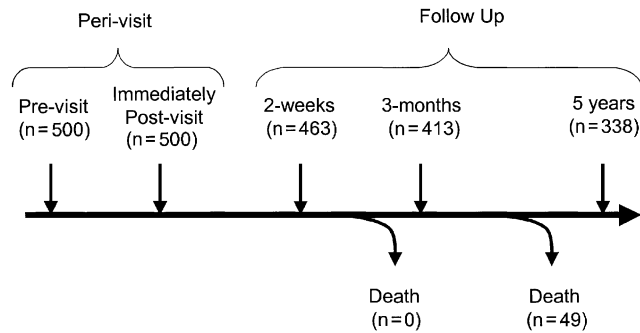 Peri-visit
Follow Up
Pre-visit
(n=500)
Immediately
Post-visit
(n=500)
2-weeks
(n=463)
3-months
(n=413)
5 years
(n=338)
Death
(n=0)
Death
(n=49)